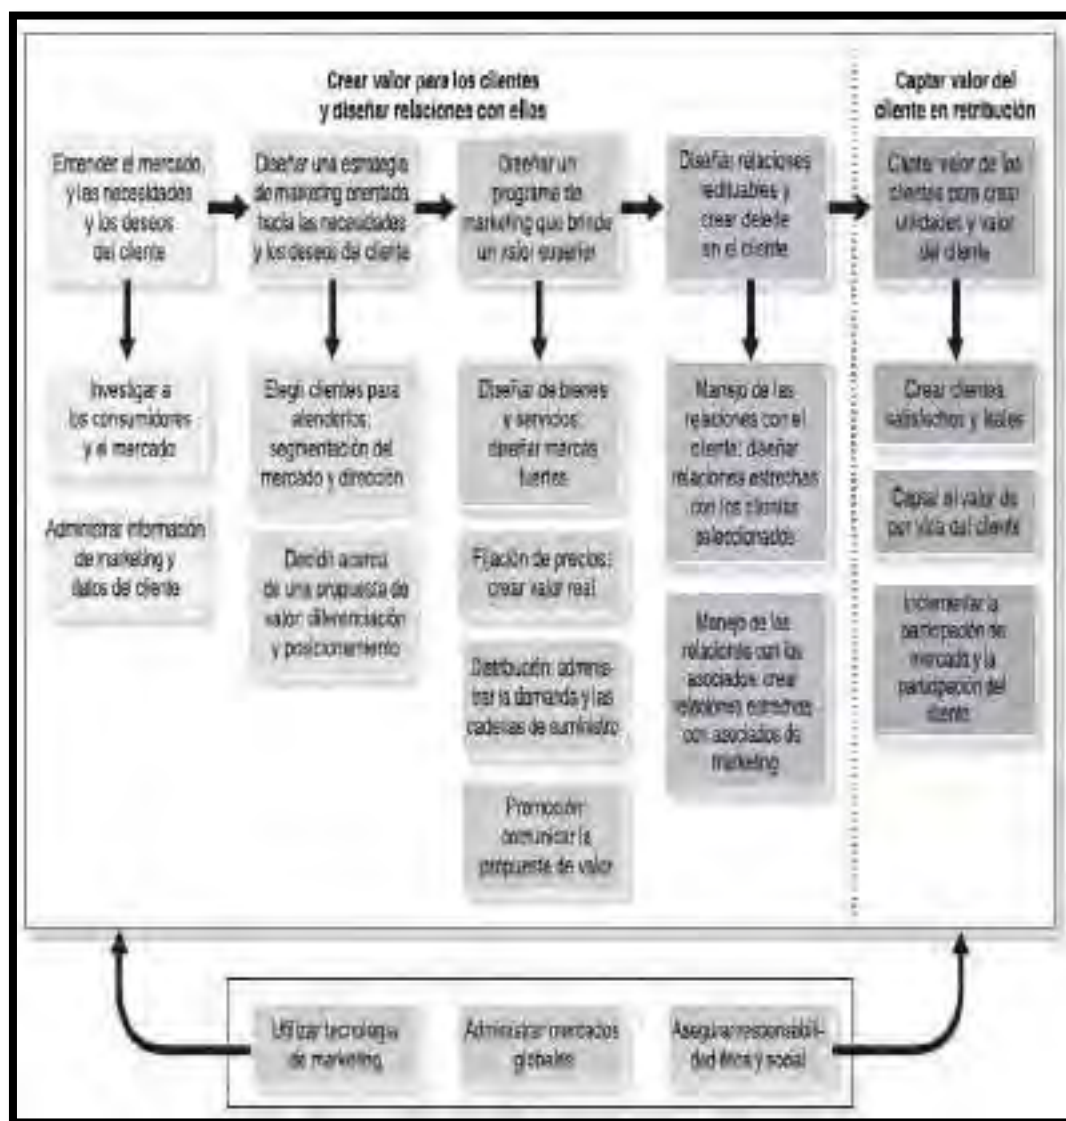 Crear valor para los clientes
y diseñar relaciones con ellos
Captar valor del
cliente en retribución
Entender el mercado,
y las necesidades
y los deseos
del cliente
Diseñar una estrategia
de marketing orientada
hacia las necesidades
y los deseos del cliente
Diseñar un
programa de
marketing que brinde
un valor superior
Diseñar relaciones
redituables y
crear deleite
en el cliente
Captar valor de los
clientes para crear
utilidades y valor
del cliente
Investigar a
los consumidores
y el mercado
Administrar información
de marketing y
datos del cliente
Elegir clientes para
atenderlos:
segmentación del
mercado y dirección
Decidir acerca
de una propuesta de
valor: diferenciación
y posicionamiento
Diseñar de bienes
y servicios:
diseñar marcas
fuertes
Fijación de precios:
crear valor real
Distribución: adminis-
trar la demanda y las
cadenas de suministro
Promoción:
comunicar la
propuesta de valor
Manejo de las
relaciones con el
cliente: diseñar
relaciones estrechas
con los clientes
seleccionados
Manejo de las
relaciones con los
asociados: crear
relaciones estrechas
con asociados de
marketing
Crear clientes
satisfechos y leales
Captar el valor de
por vida del cliente
Incrementar la
participación de
mercado y la
participación del
cliente
Utilizar tecnología
de marketing
Administrar mercados
globales
Asegurar responsabili-
dad ética y social